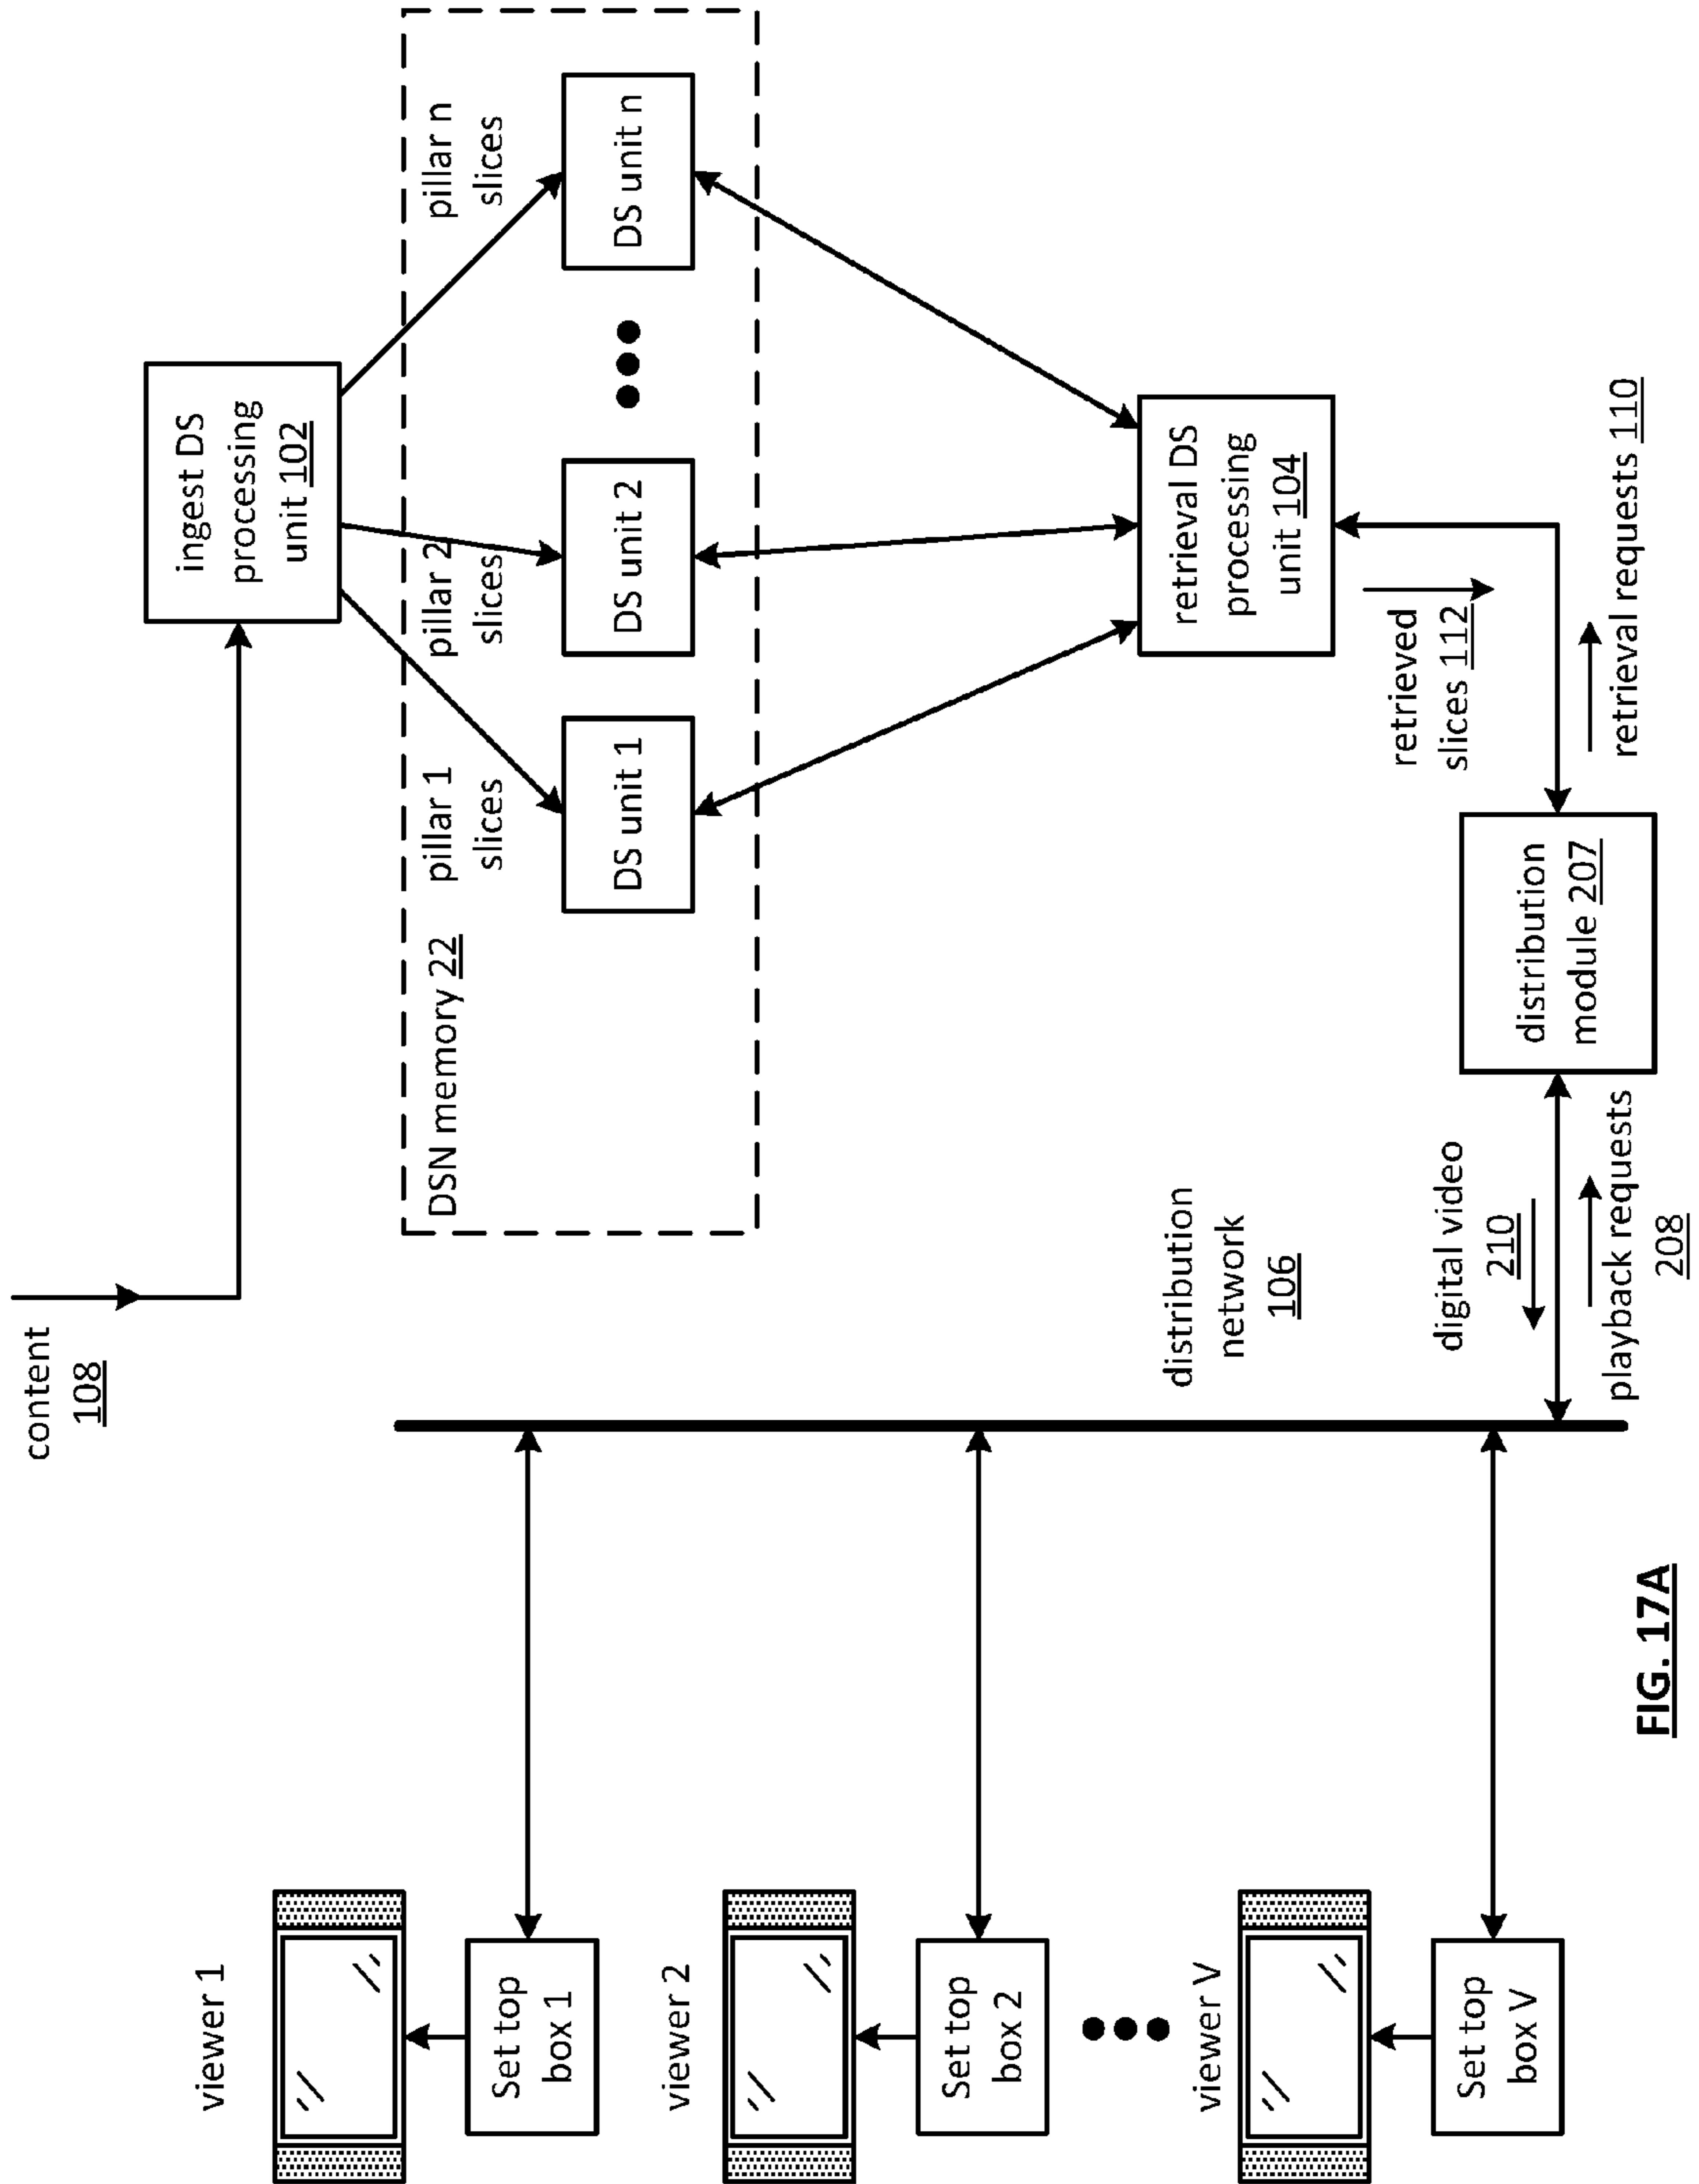 content
108
ingest DS
processing
unit 102
DSN memory 22
pillar 1
slices
pillar 2
slices
pillar n
slices
DS unit 1
DS unit 2
DS unit n
viewer 1
Set top
box 1
viewer 2
Set top
box 2
viewer V
Set top
box V
distribution
network
106
digital video
210
playback requests
208
distribution
module 207
retrieved
slices 112
retrieval requests 110
retrieval DS
processing
unit 104
FIG. 17A